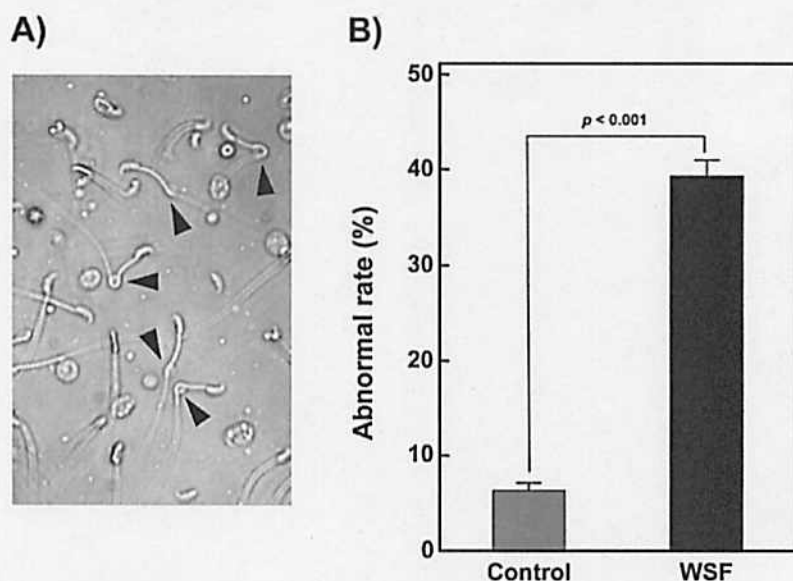 A)
B)
Abnormal rate (%)
50
40
30
20
10
0
p < 0.001
Control
WSF